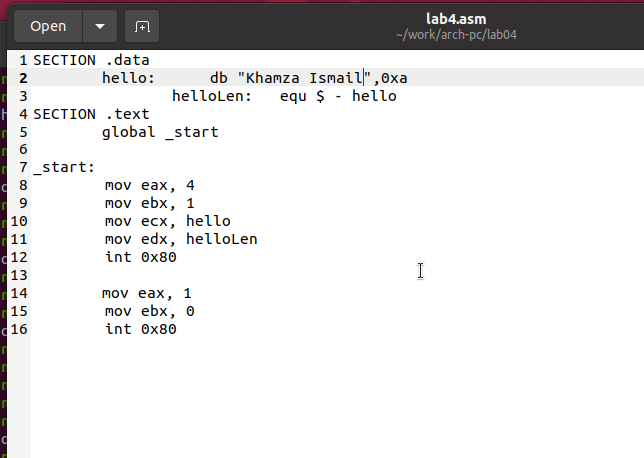 Open
lab4.asm
~/work/arch-pc/lab04
1 SECTION .data
2 hello: db "Khamza Ismail",0xa
3 helloLen: equ $ - hello
4 SECTION .text
5 global _start
6
7 _start:
8 mov eax, 4
9 mov ebx, 1
10 mov ecx, hello
11 mov edx, helloLen
12 int 0x80
13
14 mov eax, 1
15 mov ebx, 0
16 int 0x80